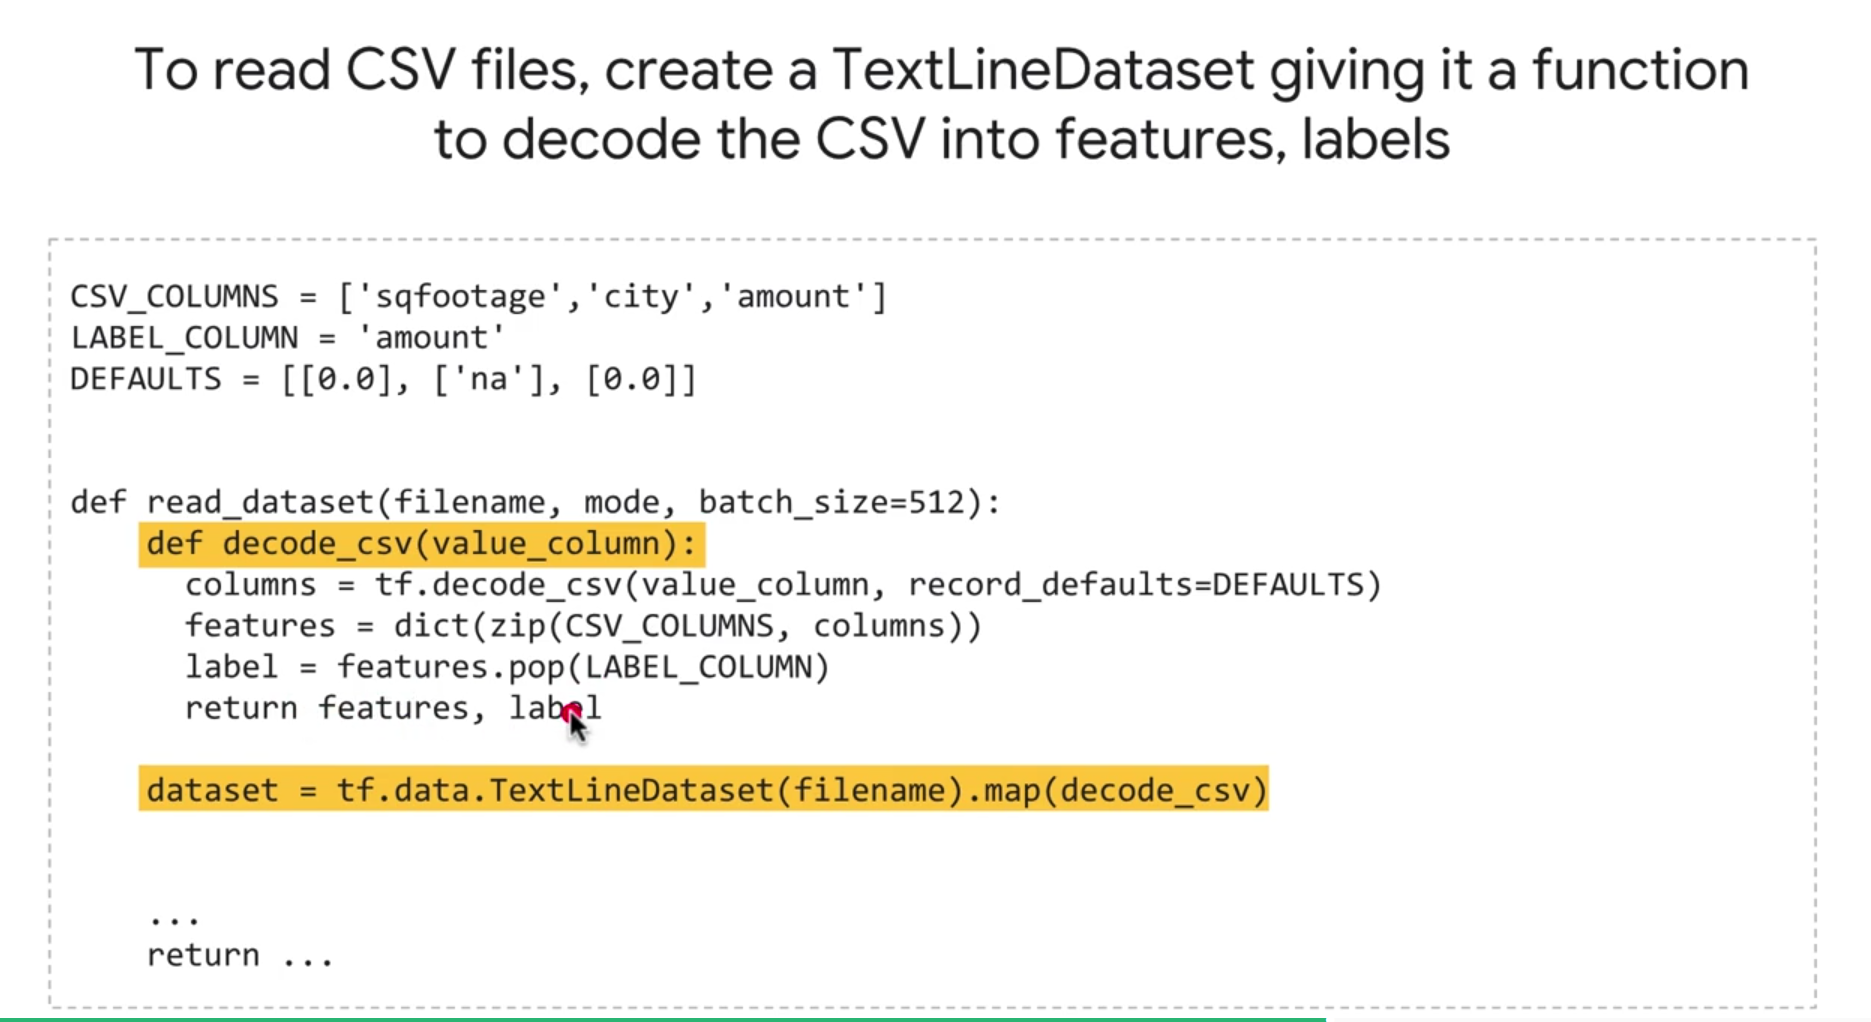 To read CSV files, create a TextLineDataset giving it a function
to decode the CSV into features, labels
CSV_COLUMNS = ['sqfootage','city','amount']
LABEL_COLUMN = 'amount'
DEFAULTS = [[0.0], ['na'], [0.0]]
def read_dataset(filename, mode, batch_size=512):
def decode_csv(value_column):
columns = tf.decode_csv(value_column, record_defaults=DEFAULTS)
features = dict(zip(CSV_COLUMNS, columns))
label = features.pop(LABEL_COLUMN)
return features, label
dataset = tf.data.TextLineDataset(filename).map(decode_csv)
...
return ...